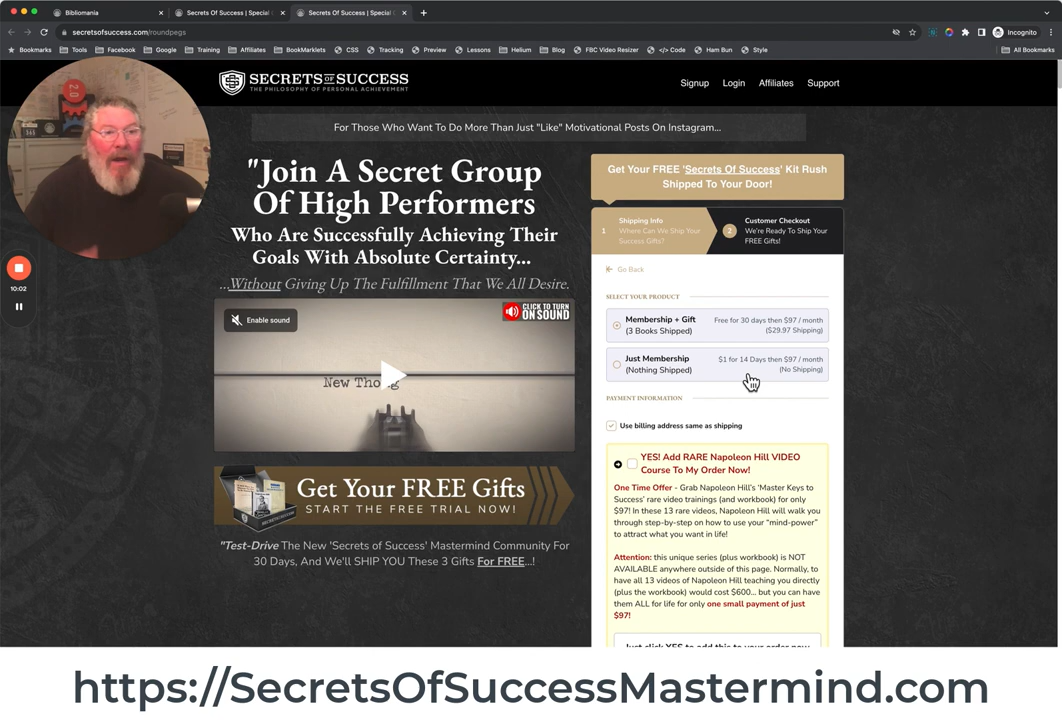 Bibliomania
Secrets Of Success | Special
Secrets Of Success | Special
secretsofsuccess.com/roundpegs
Incognito
Bookmarks
Tools
Facebook
Google
Training
Affiliates
BookMarklets
CSS
Tracking
Preview
Lessons
Helium
Blog
FBC Video Resizer
</> Code
Ham Bun
Style
All Bookmarks
SECRETS OF SUCCESS
THE PHILOSOPHY OF PERSONAL ACHIEVEMENT
Signup
Login
Affiliates
Support
For Those Who Want To Do More Than Just "Like" Motivational Posts On Instagram...
"Join A Secret Group
Of High Performers
Who Are Successfully Achieving Their
Goals With Absolute Certainty...
...Without Giving Up The Fulfillment That We All Desire.
Enable sound
CLICK TO TURN
ON SOUND
New Thoug
Get Your FREE Gifts
START THE FREE TRIAL NOW!
"Test-Drive The New 'Secrets of Success' Mastermind Community For
30 Days, And We'll SHIP YOU These 3 Gifts For FREE...!
10:02
Get Your FREE 'Secrets Of Success' Kit Rush
Shipped To Your Door!
1
Shipping Info
Where Can We Ship Your
Success Gifts?
2
Customer Checkout
We're Ready To Ship Your
FREE Gifts!
Go Back
SELECT YOUR PRODUCT
Membership + Gift
(3 Books Shipped)
Free for 30 days then $97 / month
($29.97 Shipping)
Just Membership
(Nothing Shipped)
$1 for 14 Days then $97 / month
(No Shipping)
PAYMENT INFORMATION
Use billing address same as shipping
YES! Add RARE Napoleon Hill VIDEO
Course To My Order Now!
One Time Offer - Grab Napoleon Hill's 'Master Keys to
Success' rare video trainings (and workbook) for only
$97! In these 13 rare videos, Napoleon Hill will walk you
through step-by-step on how to use your "mind-power"
to attract what you want in life!
Attention: this unique series (plus workbook) is NOT
AVAILABLE anywhere outside of this page. Normally, to
have all 13 videos of Napoleon Hill teaching you directly
(plus the workbook) would cost $600... but you can have
them ALL for life for only one small payment of just
$97!
Just click YES to add this to your order now
https://SecretsOfSuccessMastermind.com